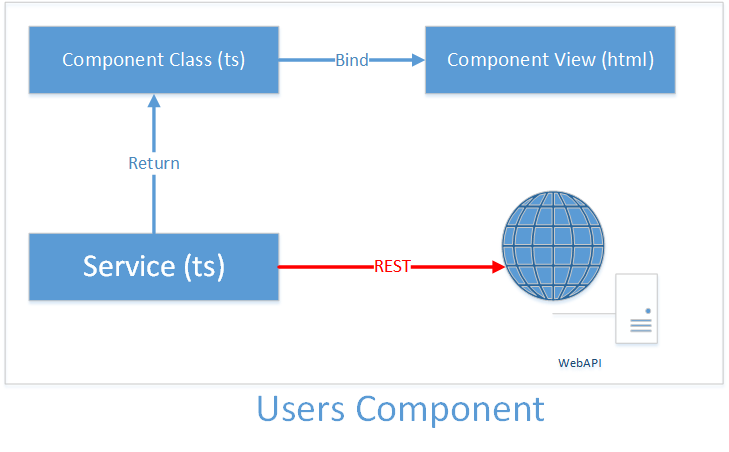 Component Class (ts)
Bind
Component View (html)
Return
Service (ts)
REST
WebAPI
Users Component